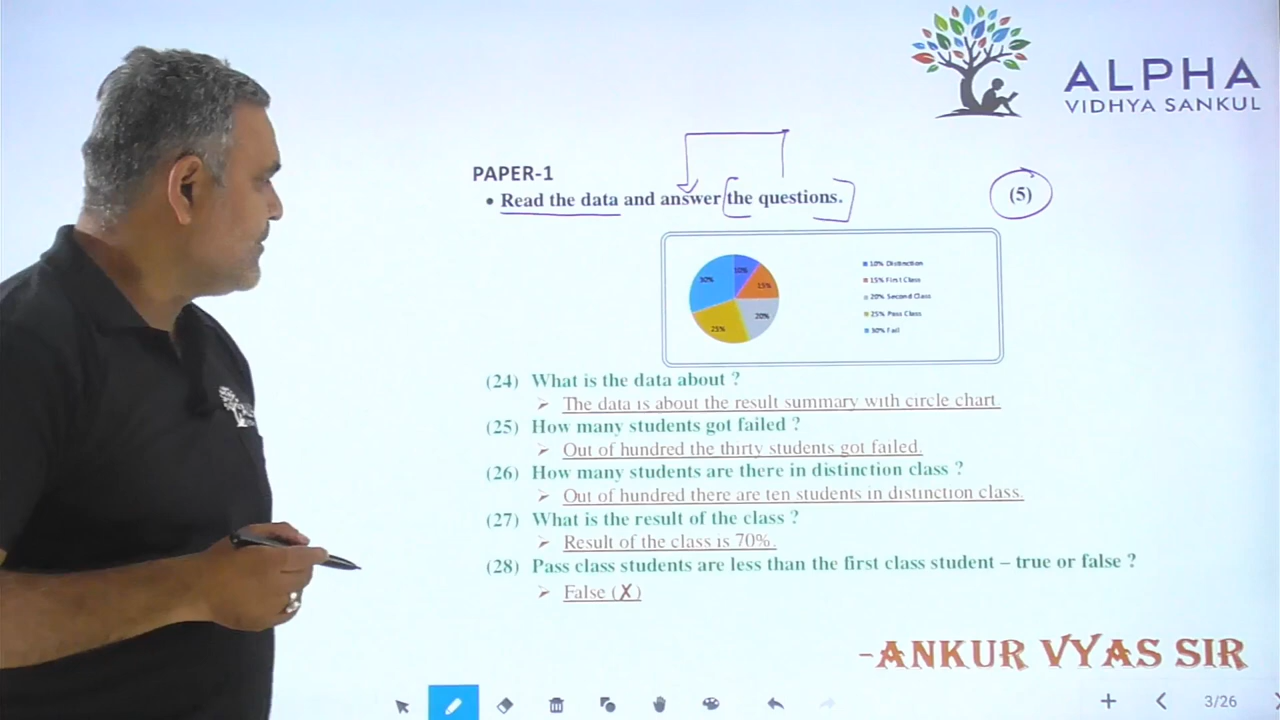 ALPHA
VIDHYA SANKUL
PAPER-1
• Read the data and answer the questions. (5)
10%
15%
20%
25%
30%
10% Distinction
15% First Class
20% Second Class
25% Pass Class
30% Fail
(24) What is the data about ?
➢ The data is about the result summary with circle chart.
(25) How many students got failed ?
➢ Out of hundred the thirty students got failed.
(26) How many students are there in distinction class ?
➢ Out of hundred there are ten students in distinction class.
(27) What is the result of the class ?
➢ Result of the class is 70%.
(28) Pass class students are less than the first class student – true or false ?
➢ False (X)
-ANKUR VYAS SIR
3/26